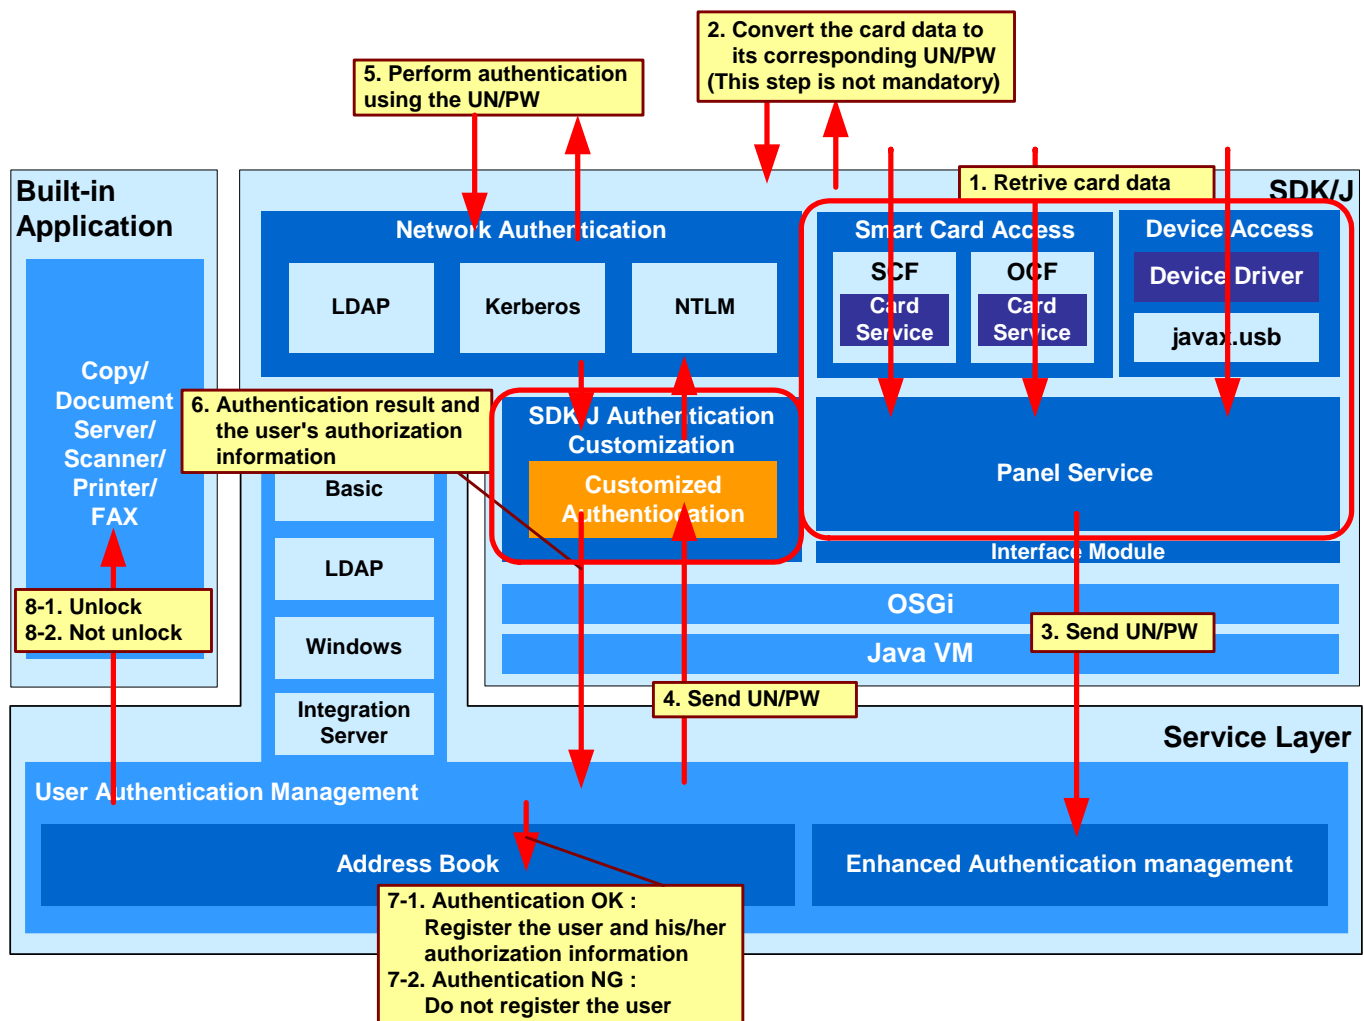 2. Convert the card data to
its corresponding UN/PW
(This step is not mandatory)
5. Perform authentication
using the UN/PW
1. Retrive card data
Built-in
Application
SDK/J
Network Authentication
Smart Card Access
Device Access
LDAP
Kerberos
NTLM
SCF
Card
Service
OCF
Card
Service
Device Driver
javax.usb
Copy/
Document
Server/
Scanner/
Printer/
FAX
6. Authentication result and
the user's authorization
information
SDK/J Authentication
Customization
Customized
Authentiocation
Panel Service
Interface Module
Basic
LDAP
Windows
Integration
Server
OSGi
Java VM
8-1. Unlock
8-2. Not unlock
3. Send UN/PW
4. Send UN/PW
Service Layer
User Authentication Management
Address Book
Enhanced Authentication management
7-1. Authentication OK :
Register the user and his/her
authorization information
7-2. Authentication NG :
Do not register the user